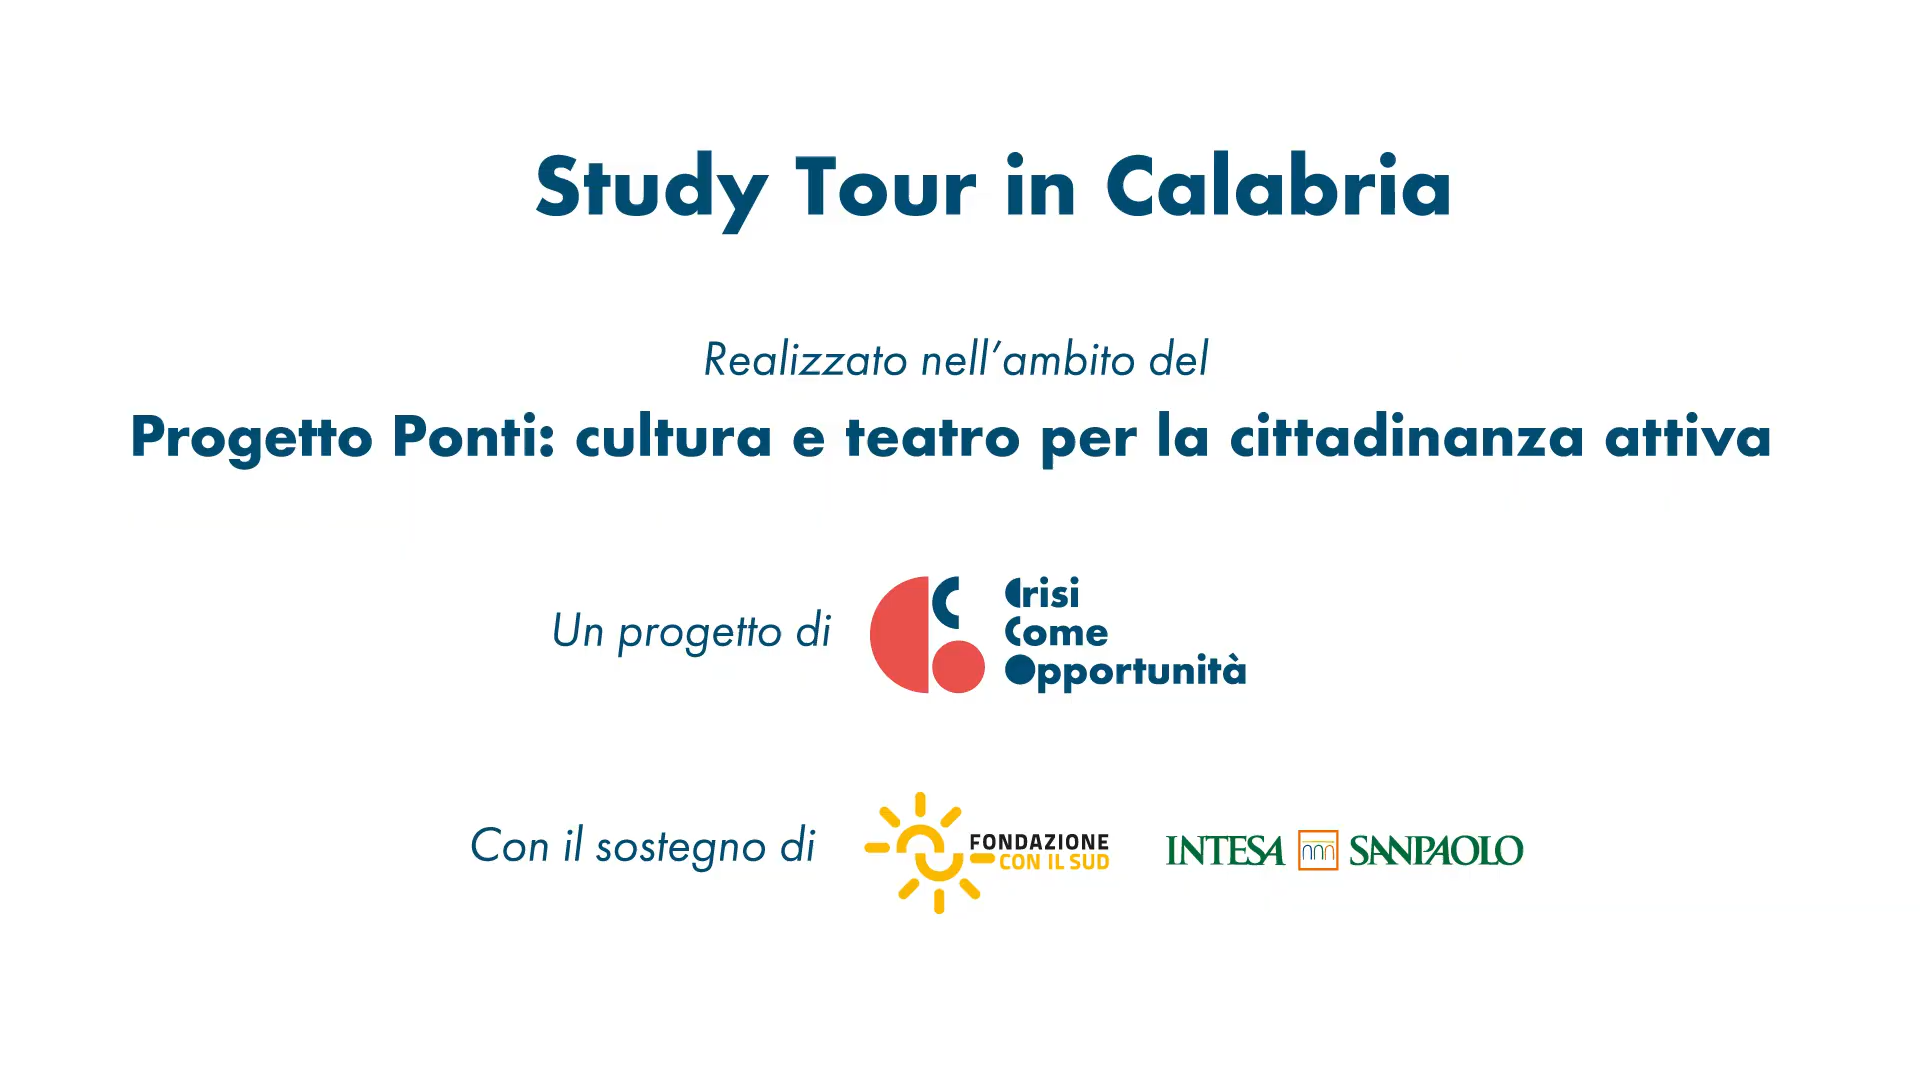 Study Tour in Calabria
Realizzato nell’ambito del
Progetto Ponti: cultura e teatro per la cittadinanza attiva
Un progetto di
Crisi
Come
Opportunità
Con il sostegno di
FONDAZIONE
CON IL SUD
INTESA SANPAOLO